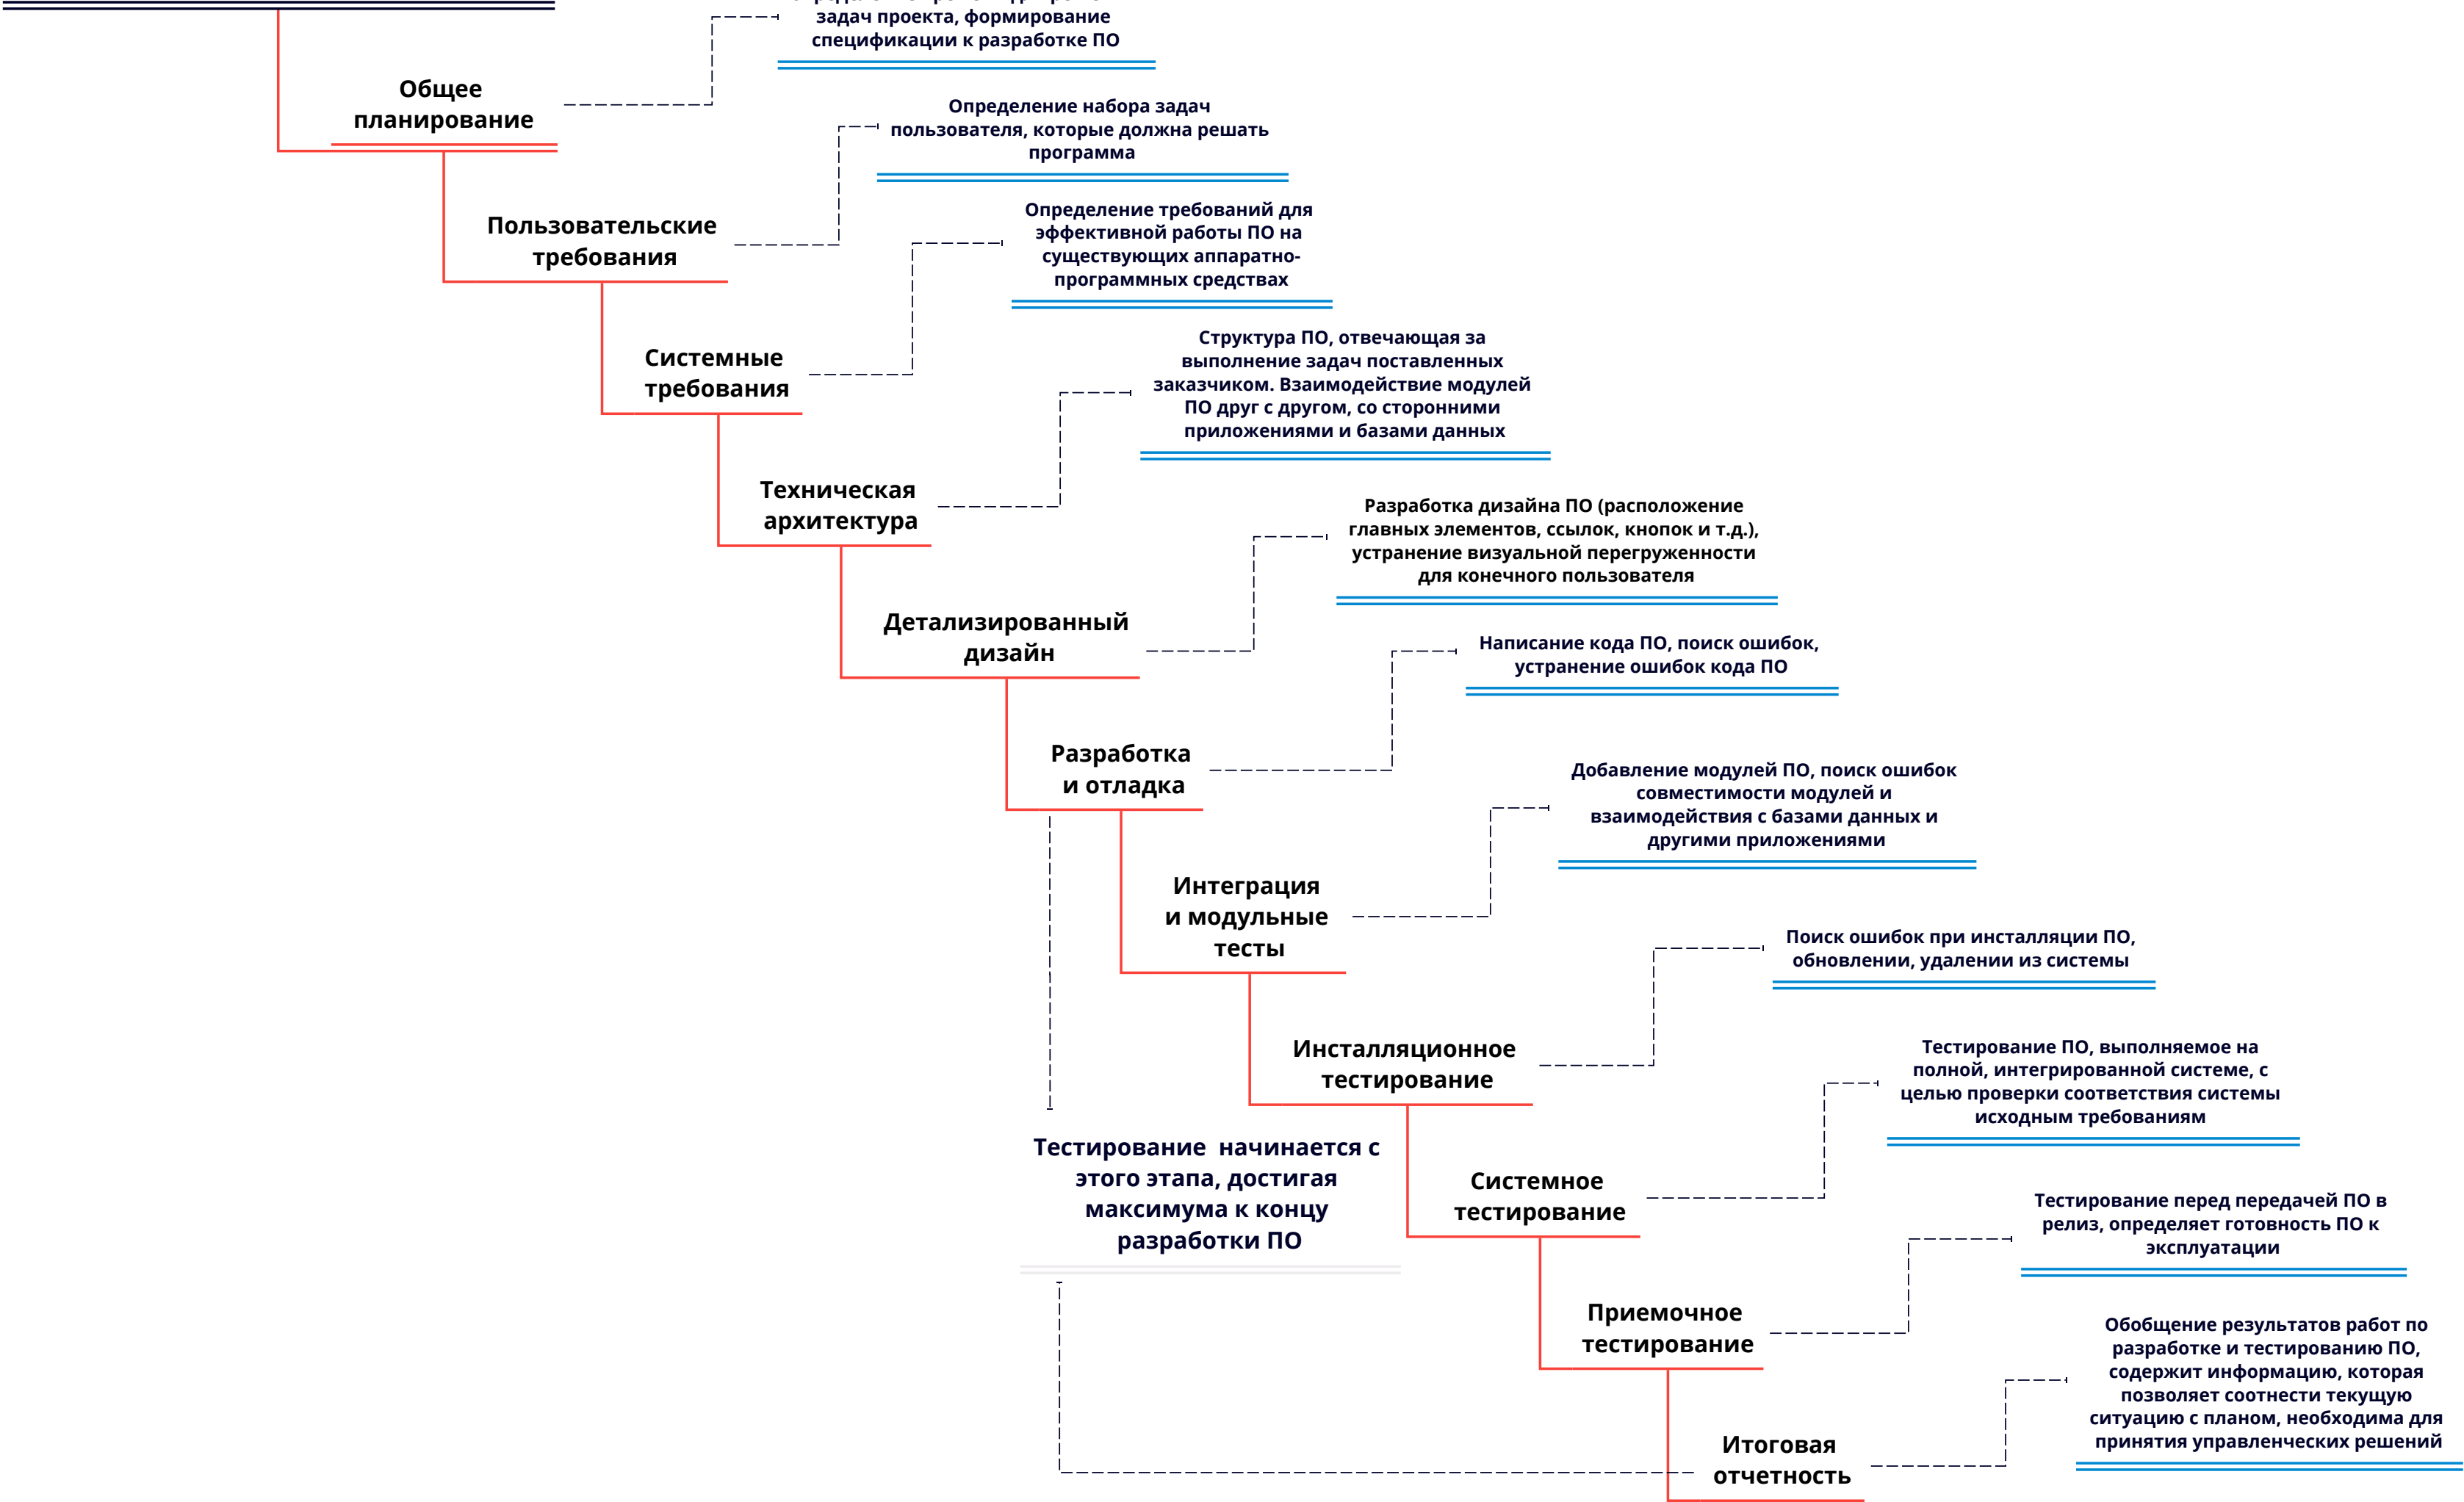 задач проекта, формирование
спецификации к разработке ПО
Общее
планирование
Определение набора задач
пользователя, которые должна решать
программа
Пользовательские
требования
Определение требований для
эффективной работы ПО на
существующих аппаратно-
программных средствах
Системные
требования
Структура ПО, отвечающая за
выполнение задач поставленных
заказчиком. Взаимодействие модулей
ПО друг с другом, со сторонними
приложениями и базами данных
Техническая
архитектура
Разработка дизайна ПО (расположение
главных элементов, ссылок, кнопок и т.д.),
устранение визуальной перегруженности
для конечного пользователя
Детализированный
дизайн
Написание кода ПО, поиск ошибок,
устранение ошибок кода ПО
Разработка
и отладка
Добавление модулей ПО, поиск ошибок
совместимости модулей и
взаимодействия с базами данных и
другими приложениями
Интеграция
и модульные
тесты
Поиск ошибок при инсталляции ПО,
обновлении, удалении из системы
Инсталляционное
тестирование
Тестирование ПО, выполняемое на
полной, интегрированной системе, с
целью проверки соответствия системы
исходным требованиям
Тестирование начинается с
этого этапа, достигая
максимума к концу
разработки ПО
Системное
тестирование
Тестирование перед передачей ПО в
релиз, определяет готовность ПО к
эксплуатации
Приемочное
тестирование
Обобщение результатов работ по
разработке и тестированию ПО,
содержит информацию, которая
позволяет соотнести текущую
ситуацию с планом, необходима для
принятия управленческих решений
Итоговая
отчетность